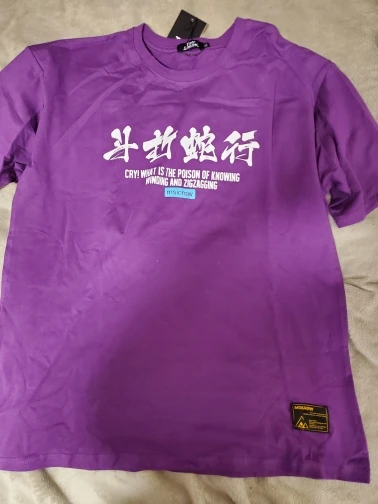 斗折蛇行
CRY! WHAT IS THE POISON OF KNOWING
WINDING AND ZIGZAGGING